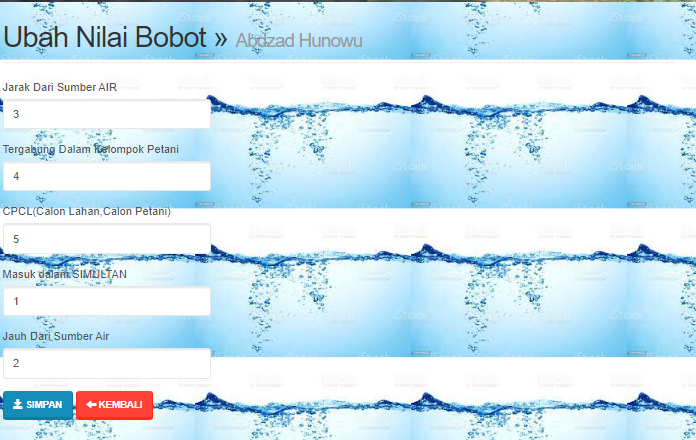 Ubah Nilai Bobot » Abdzad Hunowu
Jarak Dari Sumber AIR
3
Tergabung Dalam Kelompok Petani
4
CPCL(Calon Lahan,Calon Petani)
5
Masuk dalam SIMULTAN
1
Jauh Dari Sumber Air
2
SIMPAN KEMBALI